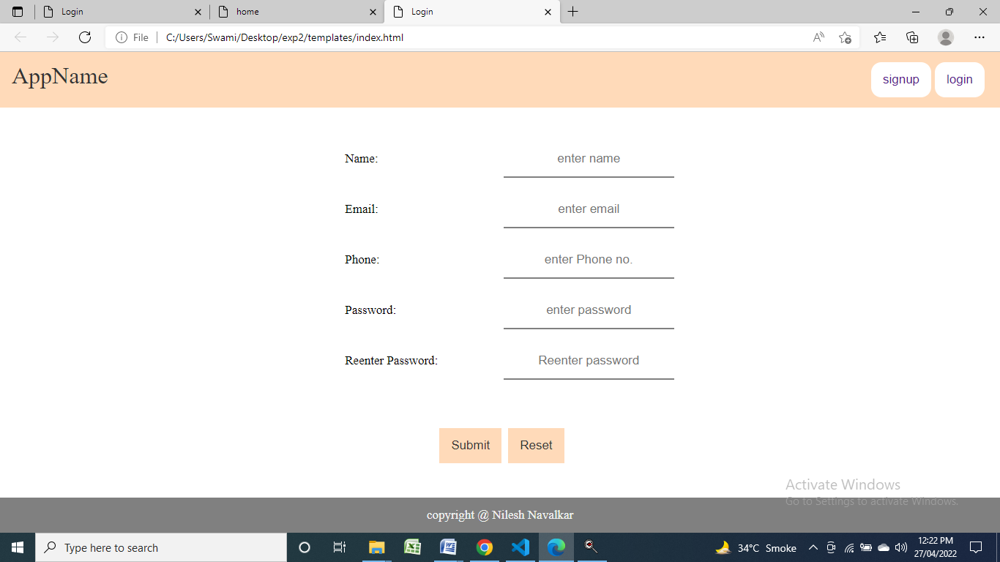 Login
home
Login
File
C:/Users/Swami/Desktop/exp2/templates/index.html
AppName
signup
login
Name:
enter name
Email:
enter email
Phone:
enter Phone no.
Password:
enter password
Reenter Password:
Reenter password
Submit
Reset
Activate Windows
Go to Settings to activate Windows.
copyright @ Nilesh Navalkar
Type here to search
34°C Smoke
12:22 PM
27/04/2022